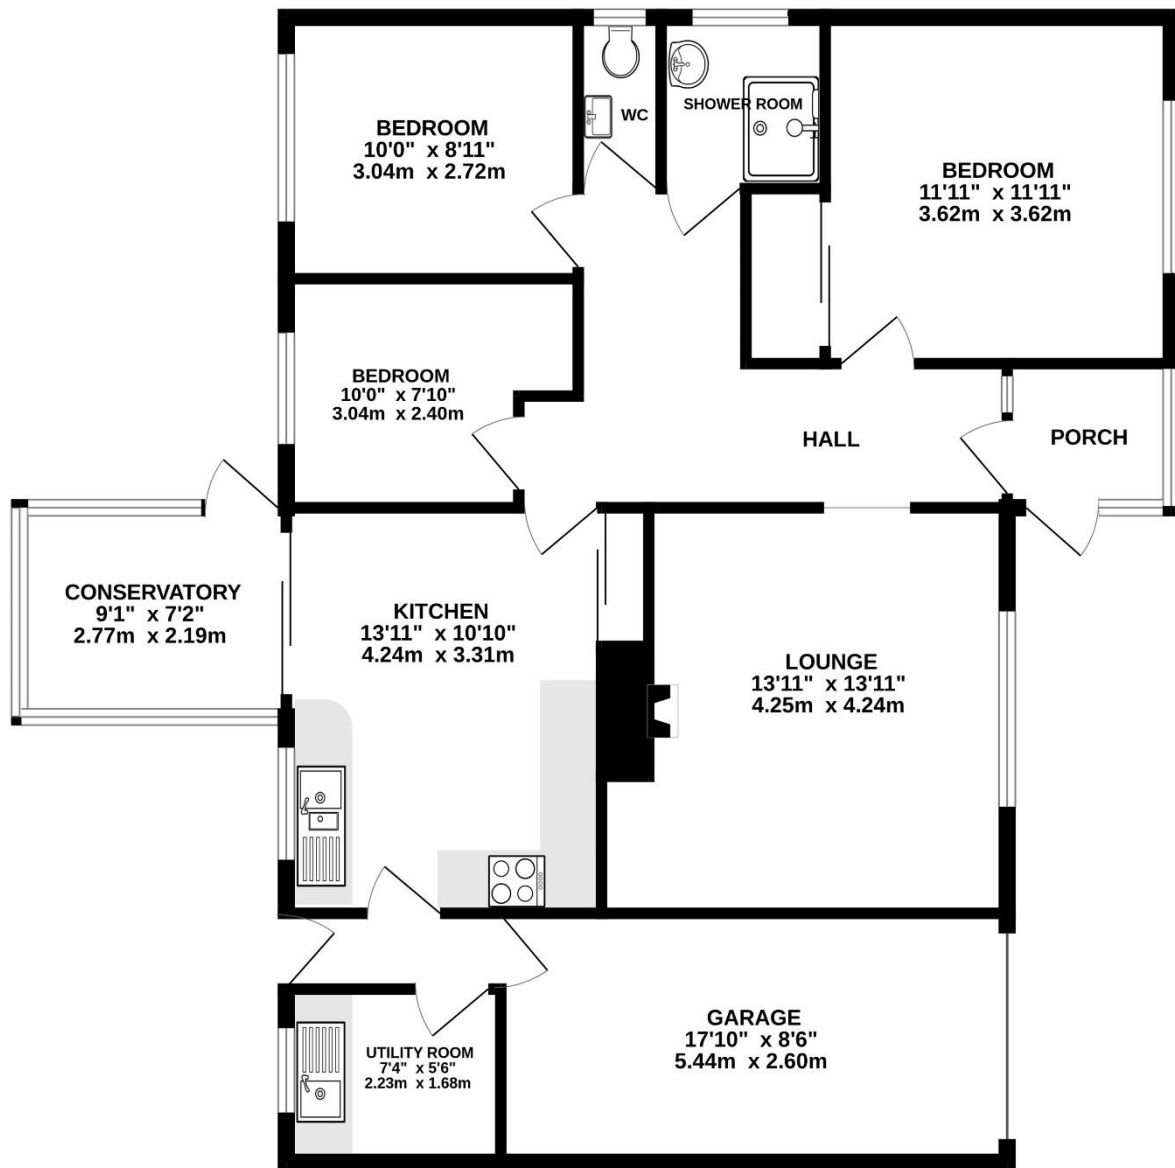 BEDROOM
10'0" x 8'11"
3.04m x 2.72m
WC
SHOWER ROOM
BEDROOM
11'11" x 11'11"
3.62m x 3.62m
BEDROOM
10'0" x 7'10"
3.04m x 2.40m
HALL
PORCH
CONSERVATORY
9'1" x 7'2"
2.77m x 2.19m
KITCHEN
13'11" x 10'10"
4.24m x 3.31m
LOUNGE
13'11" x 13'11"
4.25m x 4.24m
UTILITY ROOM
7'4" x 5'6"
2.23m x 1.68m
GARAGE
17'10" x 8'6"
5.44m x 2.60m